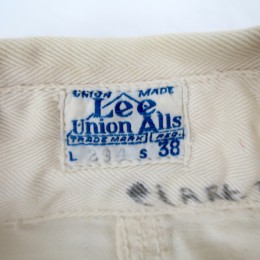 UNION MADE
Lee
Union Alls
TRADE MARK REG.
L S 38